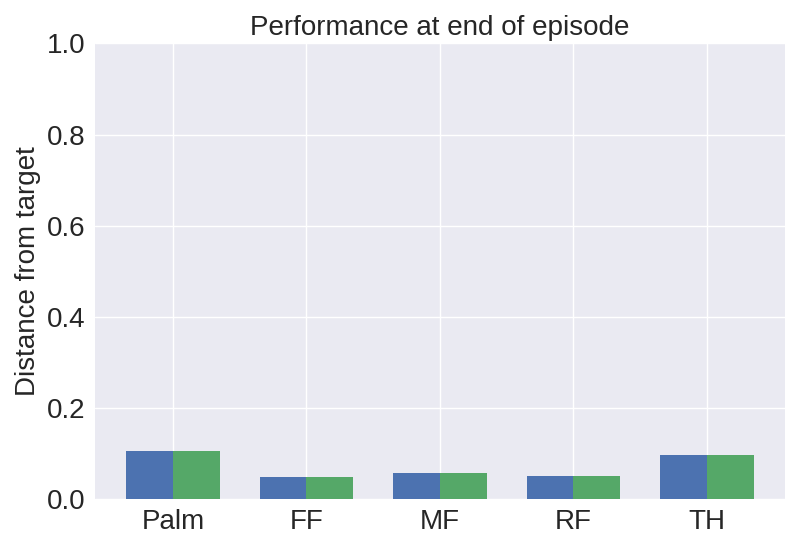 Performance at end of episode
Distance from target
1.0
0.8
0.6
0.4
0.2
0.0
Palm FF MF RF TH